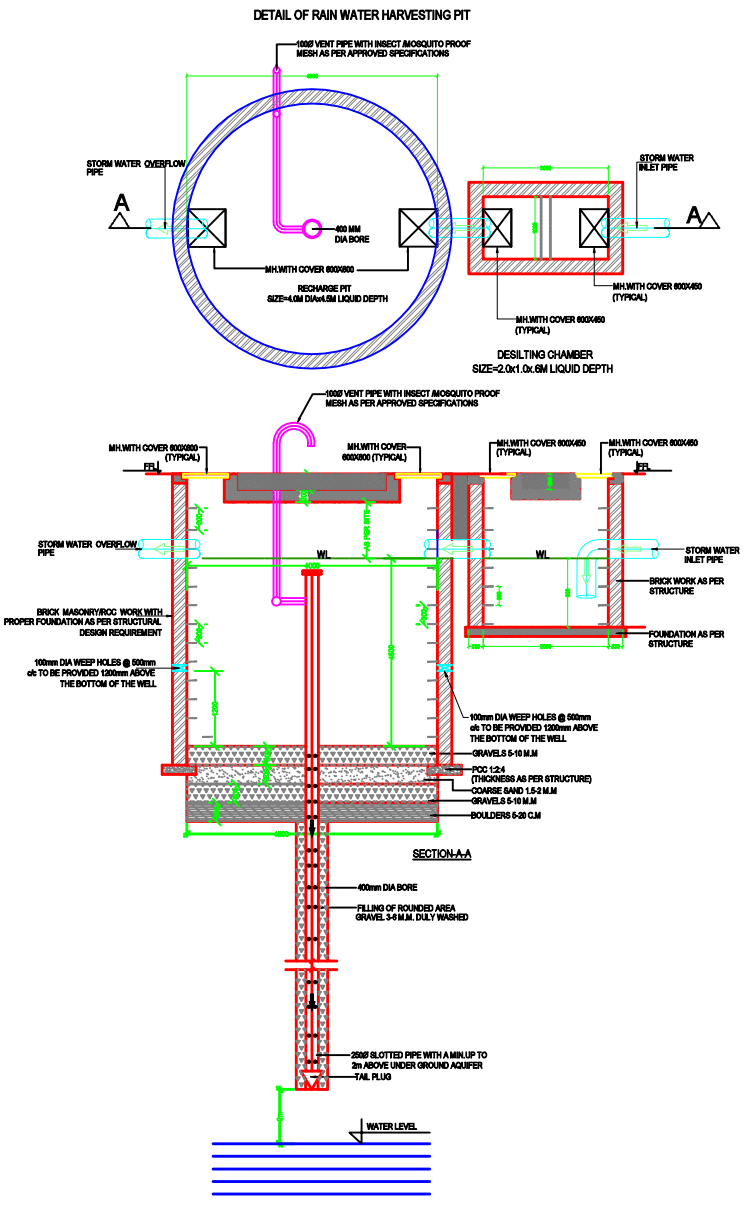 DETAIL OF RAIN WATER HARVESTING PIT
100Ø VENT PIPE WITH INSECT /MOSQUITO PROOF
MESH AS PER APPROVED SPECIFICATIONS
STORM WATER OVERFLOW
PIPE
A
400 MM
DIA BORE
MH.WITH COVER 600X600
RECHARGE PIT
SIZE=4.0M DIAx4.5M LIQUID DEPTH
STORM WATER
INLET PIPE
A
MH.WITH COVER 600X450
(TYPICAL)
MH.WITH COVER 600X450
(TYPICAL)
DESILTING CHAMBER
SIZE=2.0x1.0x.6M LIQUID DEPTH
100Ø VENT PIPE WITH INSECT /MOSQUITO PROOF
MESH AS PER APPROVED SPECIFICATIONS
MH.WITH COVER 600X600
(TYPICAL)
MH.WITH COVER
600X600 (TYPICAL)
MH.WITH COVER 600X450
(TYPICAL)
MH.WITH COVER 600X450
(TYPICAL)
FFL
FFL
AS PER SITE
STORM WATER OVERFLOW
PIPE
WL
WL
4000
STORM WATER
INLET PIPE
BRICK WORK AS PER
STRUCTURE
BRICK MASONRY/RCC WORK WITH
PROPER FOUNDATION AS PER STRUCTURAL
DESIGN REQUIREMENT
4500
FOUNDATION AS PER
STRUCTURE
100mm DIA WEEP HOLES @ 500mm
c/c TO BE PROVIDED 1200mm ABOVE
THE BOTTOM OF THE WELL
1200
100mm DIA WEEP HOLES @ 500mm
c/c TO BE PROVIDED 1200mm ABOVE
THE BOTTOM OF THE WELL
GRAVELS 5-10 M.M
PCC 1:2:4
(THICKNESS AS PER STRUCTURE)
COARSE SAND 1.5-2 M.M
GRAVELS 5-10 M.M
BOULDERS 5-20 C.M
SECTION-A-A
400mm DIA BORE
FILLING OF ROUNDED AREA
GRAVEL 3-6 M.M. DULY WASHED
250Ø SLOTTED PIPE WITH A MIN.UP TO
2m ABOVE UNDER GROUND AQUIFER
TAIL PLUG
WATER LEVEL